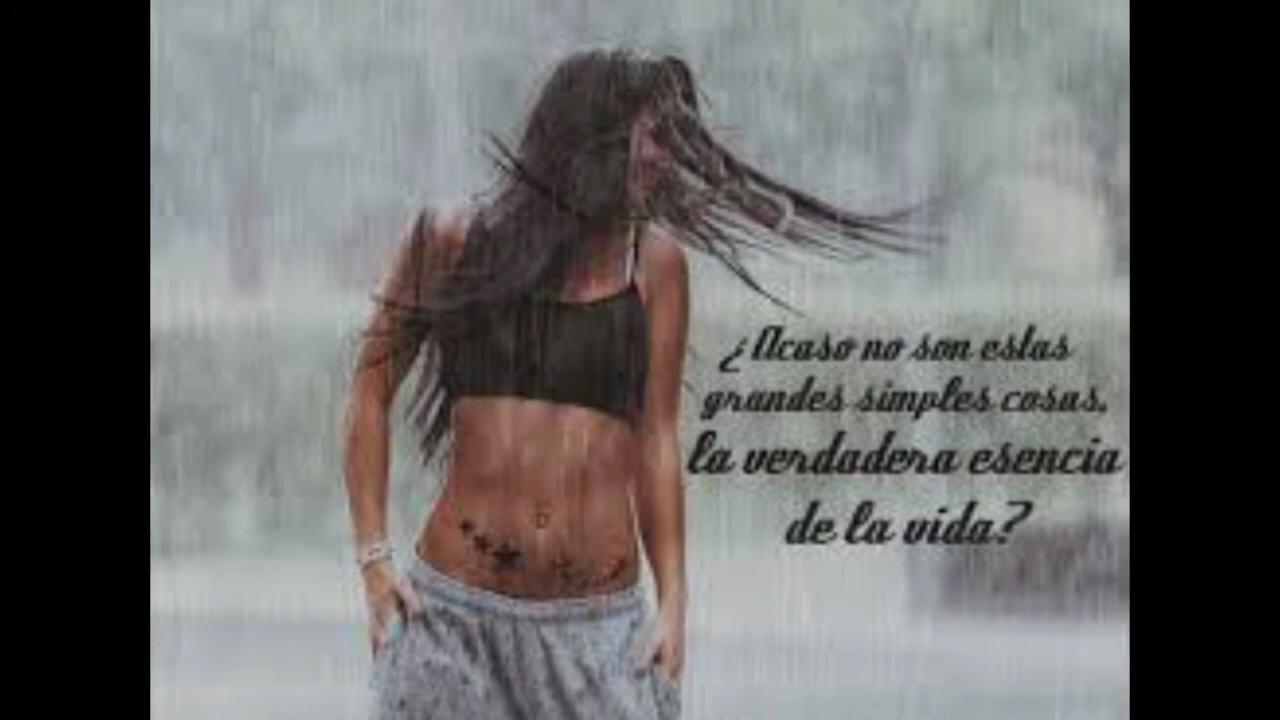 ¿Acaso no son estas
grandes simples cosas,
la verdadera esencia
de la vida?